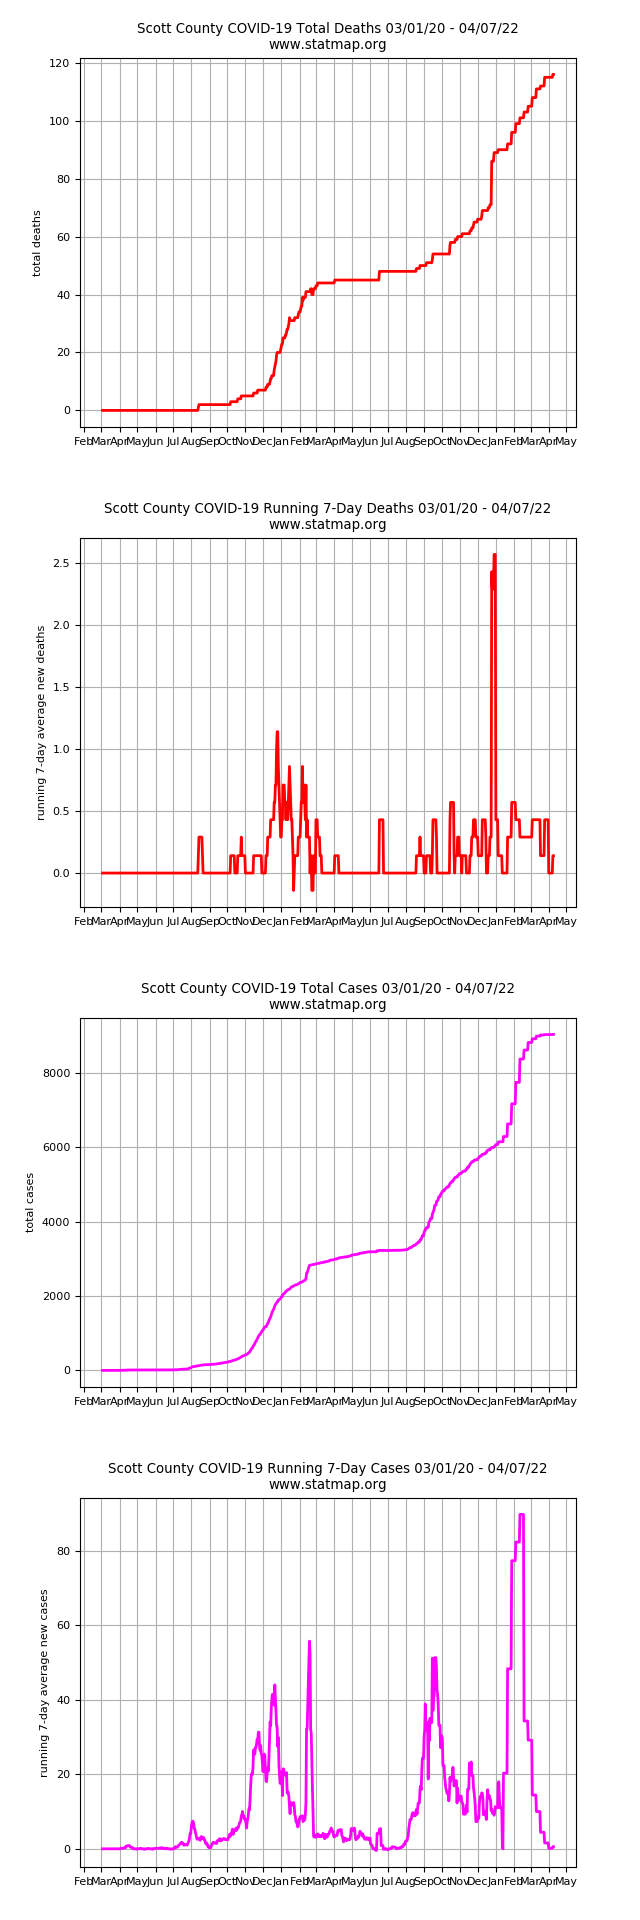 Scott County COVID-19 Total Deaths 03/01/20 - 04/07/22
www.statmap.org
120
100
80
60
40
20
0
total deaths
Feb Mar Apr May Jun Jul Aug Sep Oct Nov Dec Jan Feb Mar Apr May Jun Jul Aug Sep Oct Nov Dec Jan Feb Mar Apr May
Scott County COVID-19 Running 7-Day Deaths 03/01/20 - 04/07/22
www.statmap.org
2.5
2.0
1.5
1.0
0.5
0.0
running 7-day average new deaths
Feb Mar Apr May Jun Jul Aug Sep Oct Nov Dec Jan Feb Mar Apr May Jun Jul Aug Sep Oct Nov Dec Jan Feb Mar Apr May
Scott County COVID-19 Total Cases 03/01/20 - 04/07/22
www.statmap.org
8000
6000
4000
2000
0
total cases
Feb Mar Apr May Jun Jul Aug Sep Oct Nov Dec Jan Feb Mar Apr May Jun Jul Aug Sep Oct Nov Dec Jan Feb Mar Apr May
Scott County COVID-19 Running 7-Day Cases 03/01/20 - 04/07/22
www.statmap.org
80
60
40
20
0
running 7-day average new cases
Feb Mar Apr May Jun Jul Aug Sep Oct Nov Dec Jan Feb Mar Apr May Jun Jul Aug Sep Oct Nov Dec Jan Feb Mar Apr May